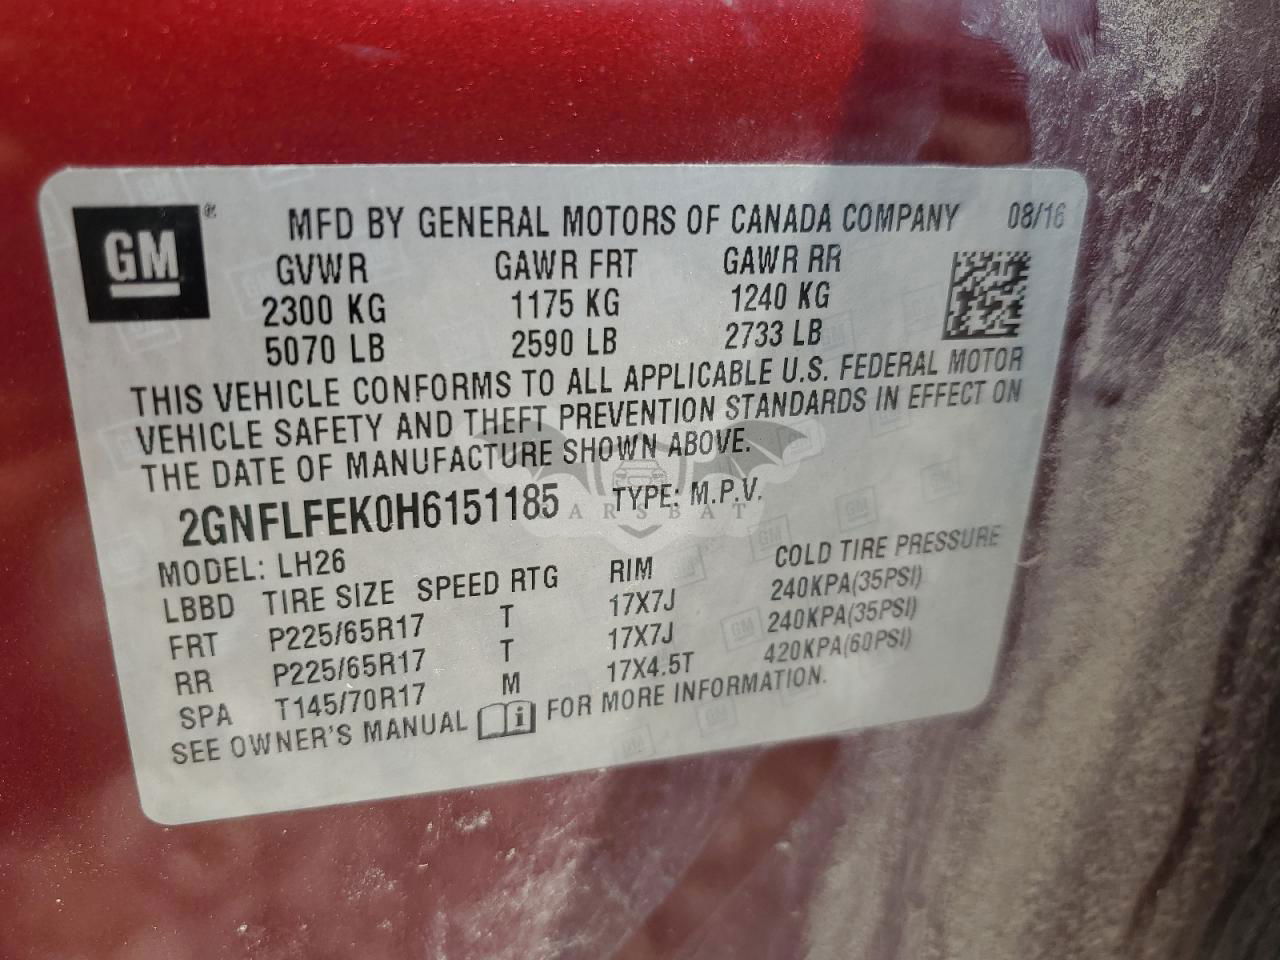 GM ® MFD BY GENERAL MOTORS OF CANADA COMPANY 08/16
GVWR GAWR FRT GAWR RR
2300 KG 1175 KG 1240 KG
5070 LB 2590 LB 2733 LB
THIS VEHICLE CONFORMS TO ALL APPLICABLE U.S. FEDERAL MOTOR
VEHICLE SAFETY AND THEFT PREVENTION STANDARDS IN EFFECT ON
THE DATE OF MANUFACTURE SHOWN ABOVE.
2GNFLFEK0H6151185 TYPE: M.P.V.
CARSBAT
MODEL: LH26
LBBD TIRE SIZE SPEED RTG RIM COLD TIRE PRESSURE
FRT P225/65R17 T 17X7J 240KPA(35PSI)
RR P225/65R17 T 17X7J 240KPA(35PSI)
SPA T145/70R17 M 17X4.5T 420KPA(60PSI)
SEE OWNER'S MANUAL FOR MORE INFORMATION.